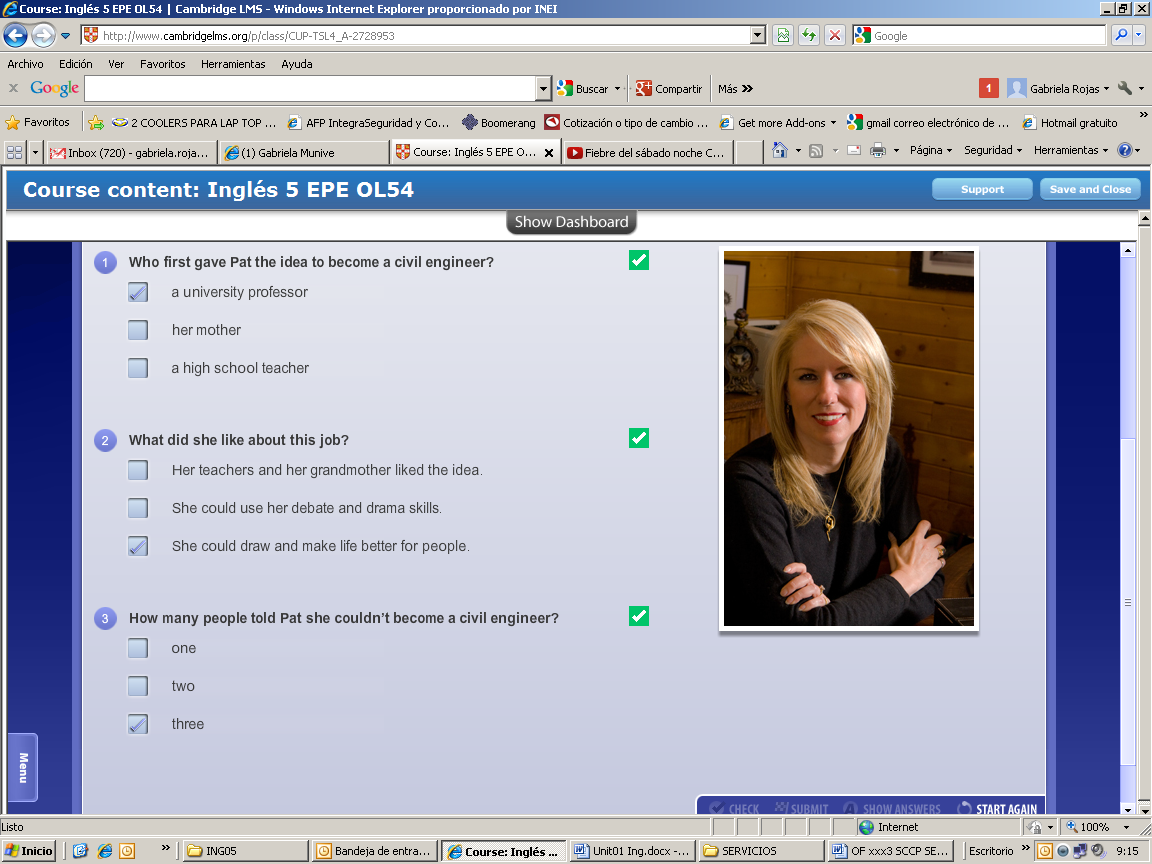 Course: Inglés 5 EPE OL54 | Cambridge LMS - Windows Internet Explorer proporcionado por INEI
http://www.cambridgelms.org/p/class/CUP-TSL4_A-2728953
Google
Archivo Edición Ver Favoritos Herramientas Ayuda
x Google Buscar Compartir Más » 1 Gabriela Rojas
Favoritos 2 COOLERS PARA LAP TOP ... AFP IntegraSeguridad y Co... Boomerang Cotización o tipo de cambio ... Get more Add-ons gmail correo electrónico de ... Hotmail gratuito »
Inbox (720) - gabriela.roja... (1) Gabriela Munive Course: Inglés 5 EPE O... x Fiebre del sábado noche C... Página Seguridad Herramientas »
Course content: Inglés 5 EPE OL54 Support Save and Close
Show Dashboard
1 Who first gave Pat the idea to become a civil engineer?
a university professor
her mother
a high school teacher
2 What did she like about this job?
Her teachers and her grandmother liked the idea.
She could use her debate and drama skills.
She could draw and make life better for people.
3 How many people told Pat she couldn't become a civil engineer?
one
two
three
Menu
CHECK SUBMIT SHOW ANSWERS START AGAIN
Listo Internet 100%
Inicio » ING05 Bandeja de entra... Course: Inglés ... Unit01 Ing.docx -... SERVICIOS OF xxx3 SCCP SE... Escritorio » 9:15